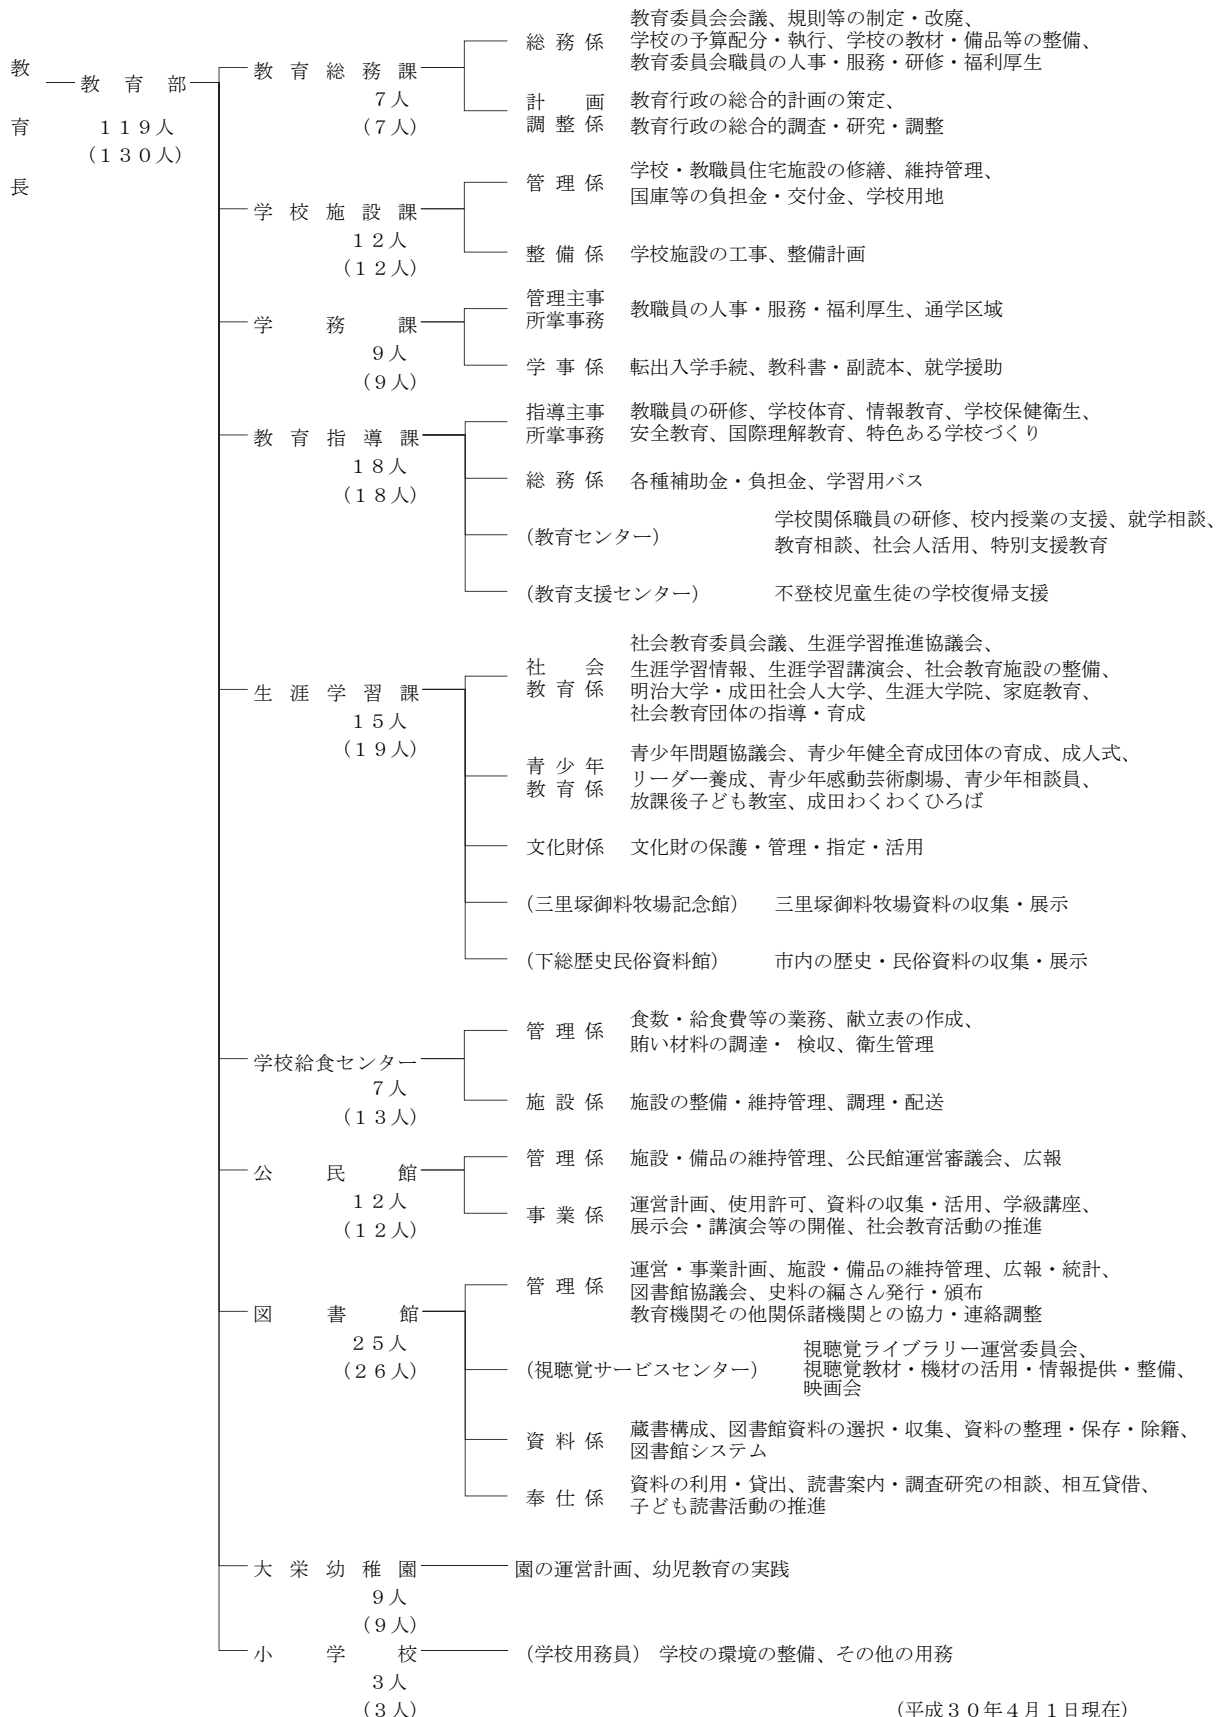 教育長
教育部
１１９人
(１３０人)
教育総務課
７人
(７人)
総務係
教育委員会会議、規則等の制定・改廃、
学校の予算配分・執行、学校の教材・備品等の整備、
教育委員会職員の人事・服務・研修・福利厚生
計画
調整係
教育行政の総合的計画の策定、
教育行政の総合的調査・研究・調整
学校施設課
１２人
(１２人)
管理係
学校・教職員住宅施設の修繕、維持管理、
国庫等の負担金・交付金、学校用地
整備係
学校施設の工事、整備計画
学務課
９人
(９人)
管理主事
所掌事務
教職員の人事・服務・福利厚生、通学区域
学事係
転出入学手続、教科書・副読本、就学援助
教育指導課
１８人
(１８人)
指導主事
所掌事務
教職員の研修、学校体育、情報教育、学校保健衛生、
安全教育、国際理解教育、特色ある学校づくり
総務係
各種補助金・負担金、学習用バス
(教育センター)
学校関係職員の研修、校内授業の支援、就学相談、
教育相談、社会人活用、特別支援教育
(教育支援センター)
不登校児童生徒の学校復帰支援
生涯学習課
１５人
(１９人)
社会
教育係
社会教育委員会議、生涯学習推進協議会、
生涯学習情報、生涯学習講演会、社会教育施設の整備、
明治大学・成田社会人大学、生涯大学院、家庭教育、
社会教育団体の指導・育成
青少年
教育係
青少年問題協議会、青少年健全育成団体の育成、成人式、
リーダー養成、青少年感動芸術劇場、青少年相談員、
放課後子ども教室、成田わくわくひろば
文化財係
文化財の保護・管理・指定・活用
(三里塚御料牧場記念館)
三里塚御料牧場資料の収集・展示
(下総歴史民俗資料館)
市内の歴史・民俗資料の収集・展示
学校給食センター
７人
(１３人)
管理係
食数・給食費等の業務、献立表の作成、
賄い材料の調達・ 検収、衛生管理
施設係
施設の整備・維持管理、調理・配送
公民館
１２人
(１２人)
管理係
施設・備品の維持管理、公民館運営審議会、広報
事業係
運営計画、使用許可、資料の収集・活用、学級講座、
展示会・講演会等の開催、社会教育活動の推進
図書館
２５人
(２６人)
管理係
運営・事業計画、施設・備品の維持管理、広報・統計、
図書館協議会、史料の編さん発行・頒布
教育機関その他関係諸機関との協力・連絡調整
(視聴覚サービスセンター)
視聴覚ライブラリー運営委員会、
視聴覚教材・機材の活用・情報提供・整備、
映画会
資料係
蔵書構成、図書館資料の選択・収集、資料の整理・保存・除籍、
図書館システム
奉仕係
資料の利用・貸出、読書案内・調査研究の相談、相互貸借、
子ども読書活動の推進
大栄幼稚園
９人
(９人)
園の運営計画、幼児教育の実践
小学校
３人
(３人)
(学校用務員) 学校の環境の整備、その他の用務
(平成３０年４月１日現在)